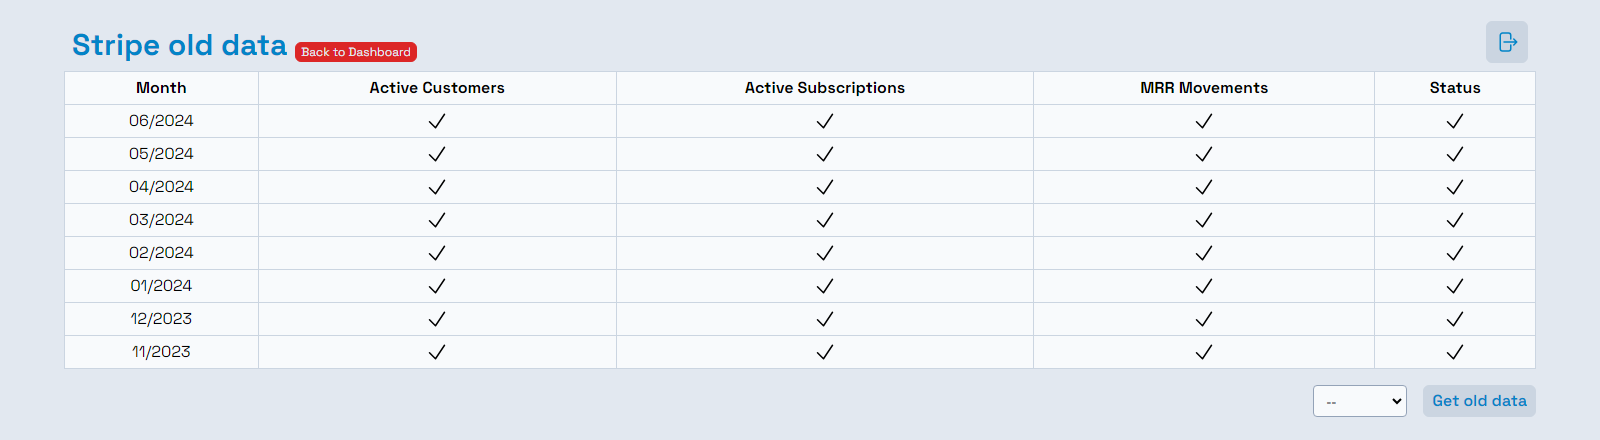 Stripe old data Back to Dashboard
Month Active Customers Active Subscriptions MRR Movements Status
06/2024
05/2024
04/2024
03/2024
02/2024
01/2024
12/2023
11/2023
-- Get old data